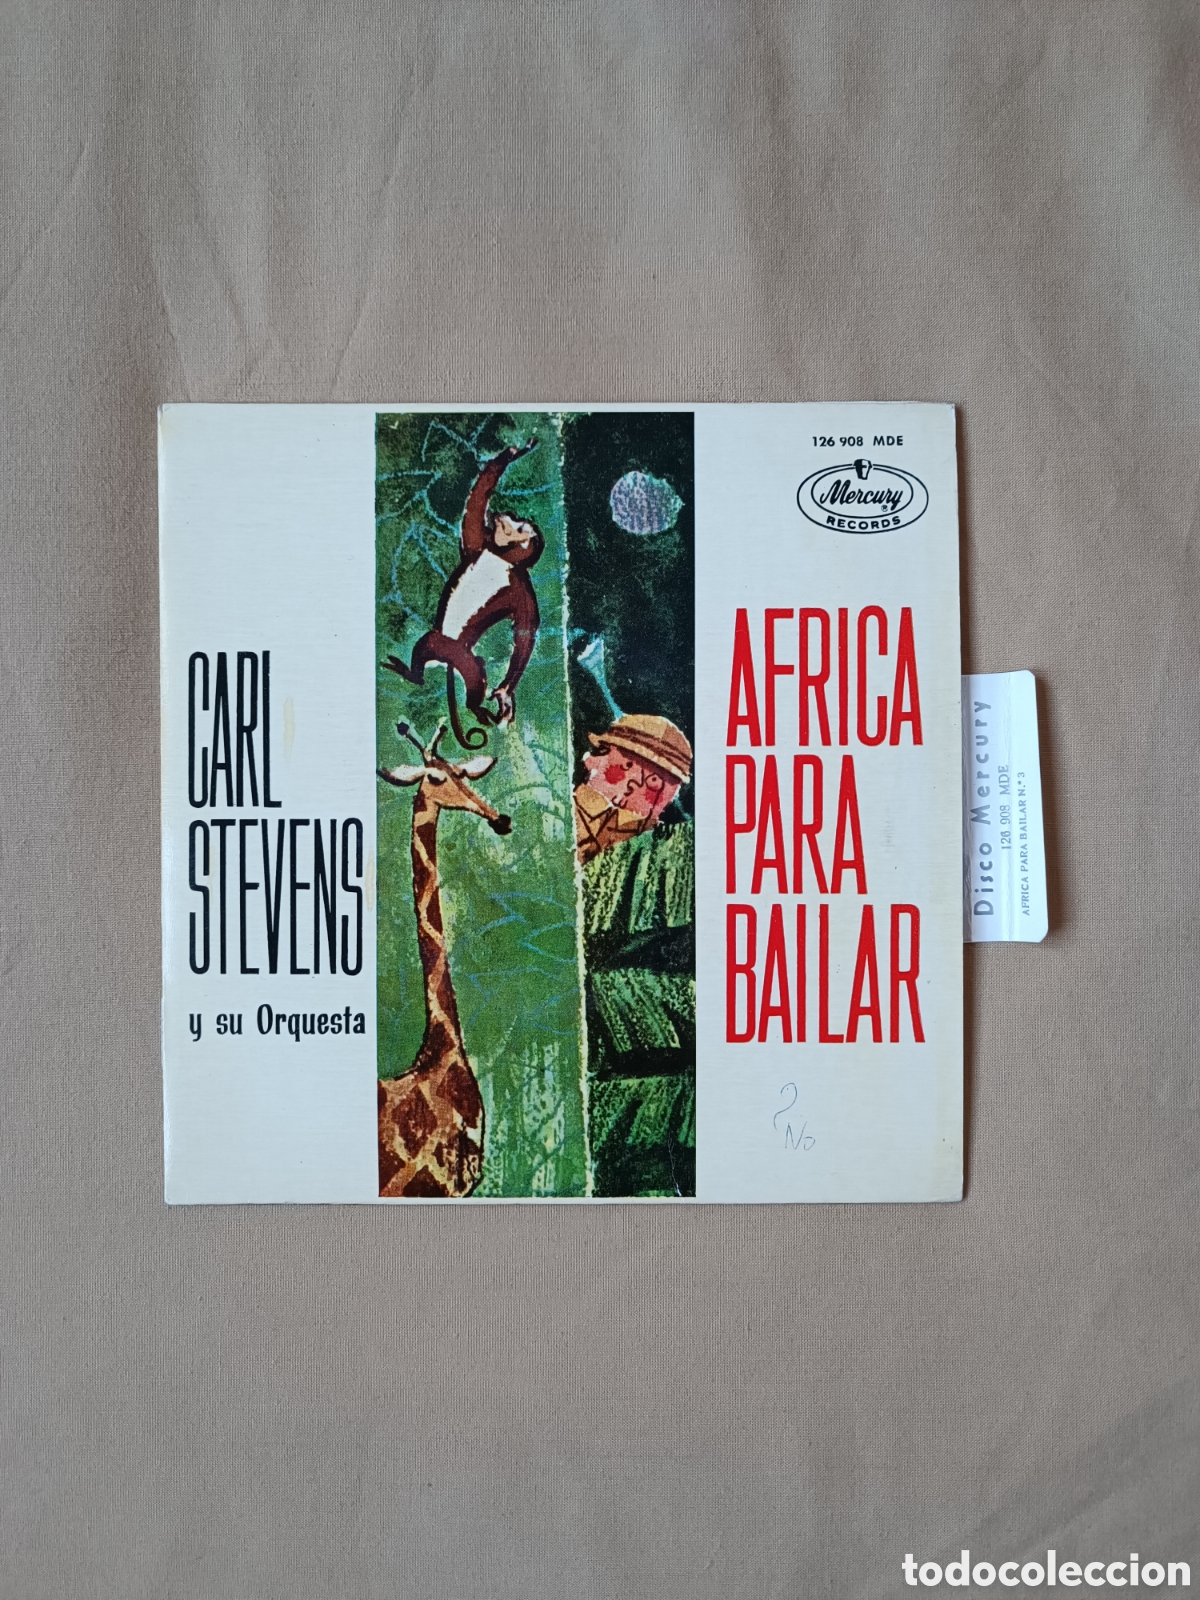 126 908 MDE
Mercury
RECORDS
CARL
STEVENS
y su Orquesta
AFRICA
PARA
BAILAR
Disco Mercury
126 908 MDE
AFRICA PARA BAILAR N.º 3
?
No
todocoleccion